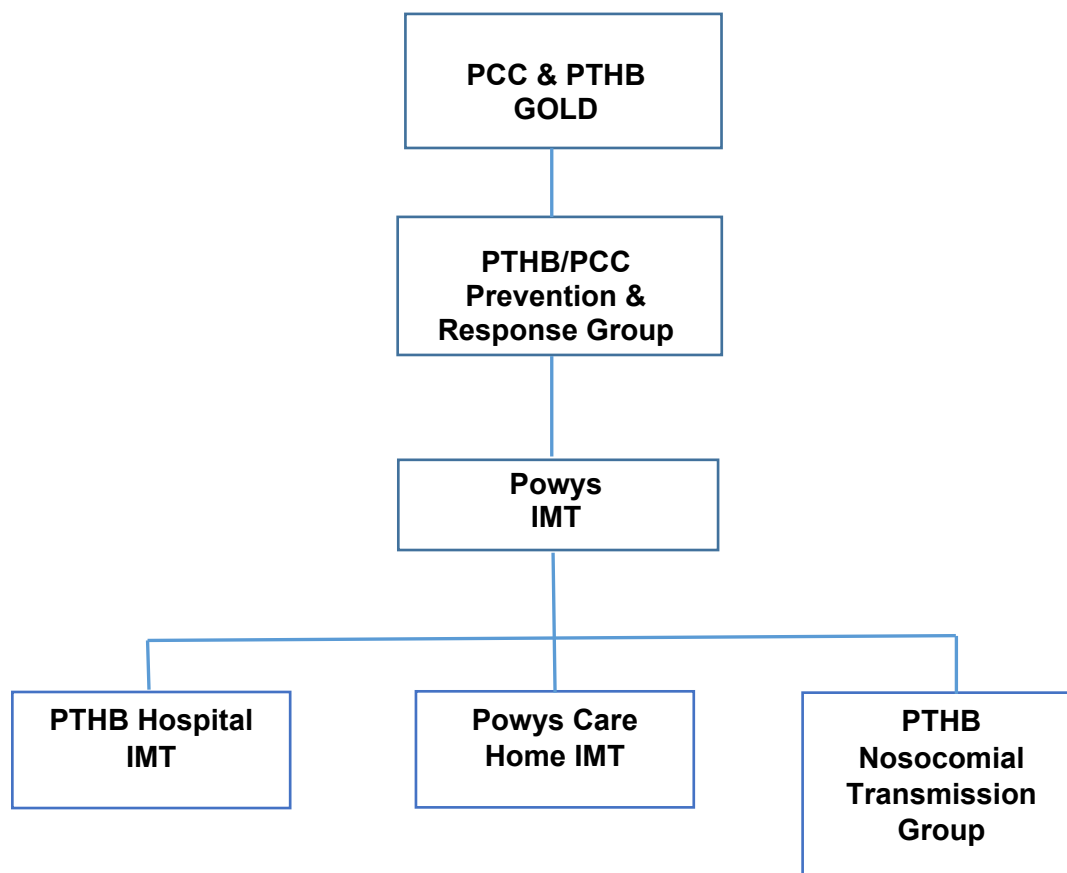 PCC & PTHB
GOLD
PTHB/PCC
Prevention &
Response Group
Powys
IMT
PTHB Hospital
IMT
Powys Care
Home IMT
PTHB
Nosocomial
Transmission
Group